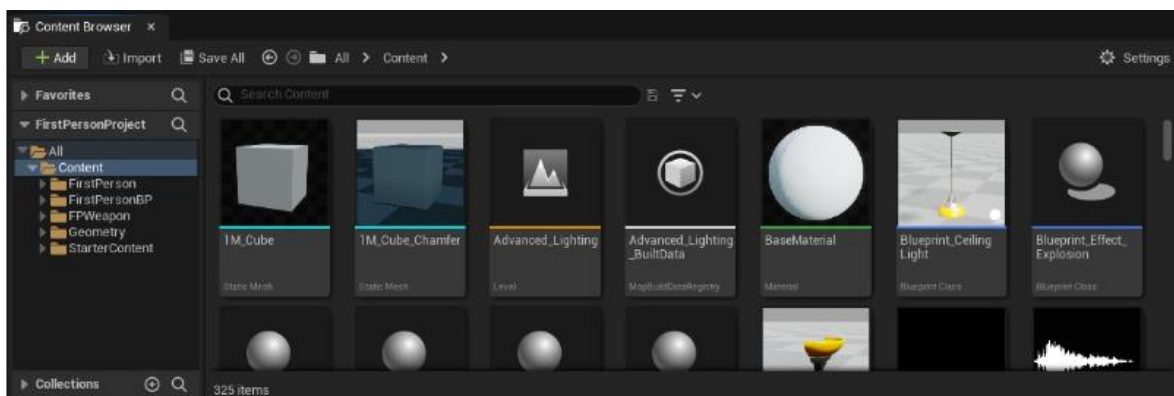 Content Browser ×
Add Import Save All All > Content > Settings
Favorites
Search Content
FirstPersonProject
All
Content
FirstPerson
FirstPersonBP
FPWeapon
Geometry
StarterContent
1M_Cube
Static Mesh
1M_Cube_Chamfer
Static Mesh
Advanced_Lighting
Level
Advanced_Lighting
_BuiltData
MapBuildDataRegistry
BaseMaterial
Material
Blueprint_Ceiling
Light
Blueprint Class
Blueprint_Effect_
Explosion
Blueprint Class
Collections
325 items